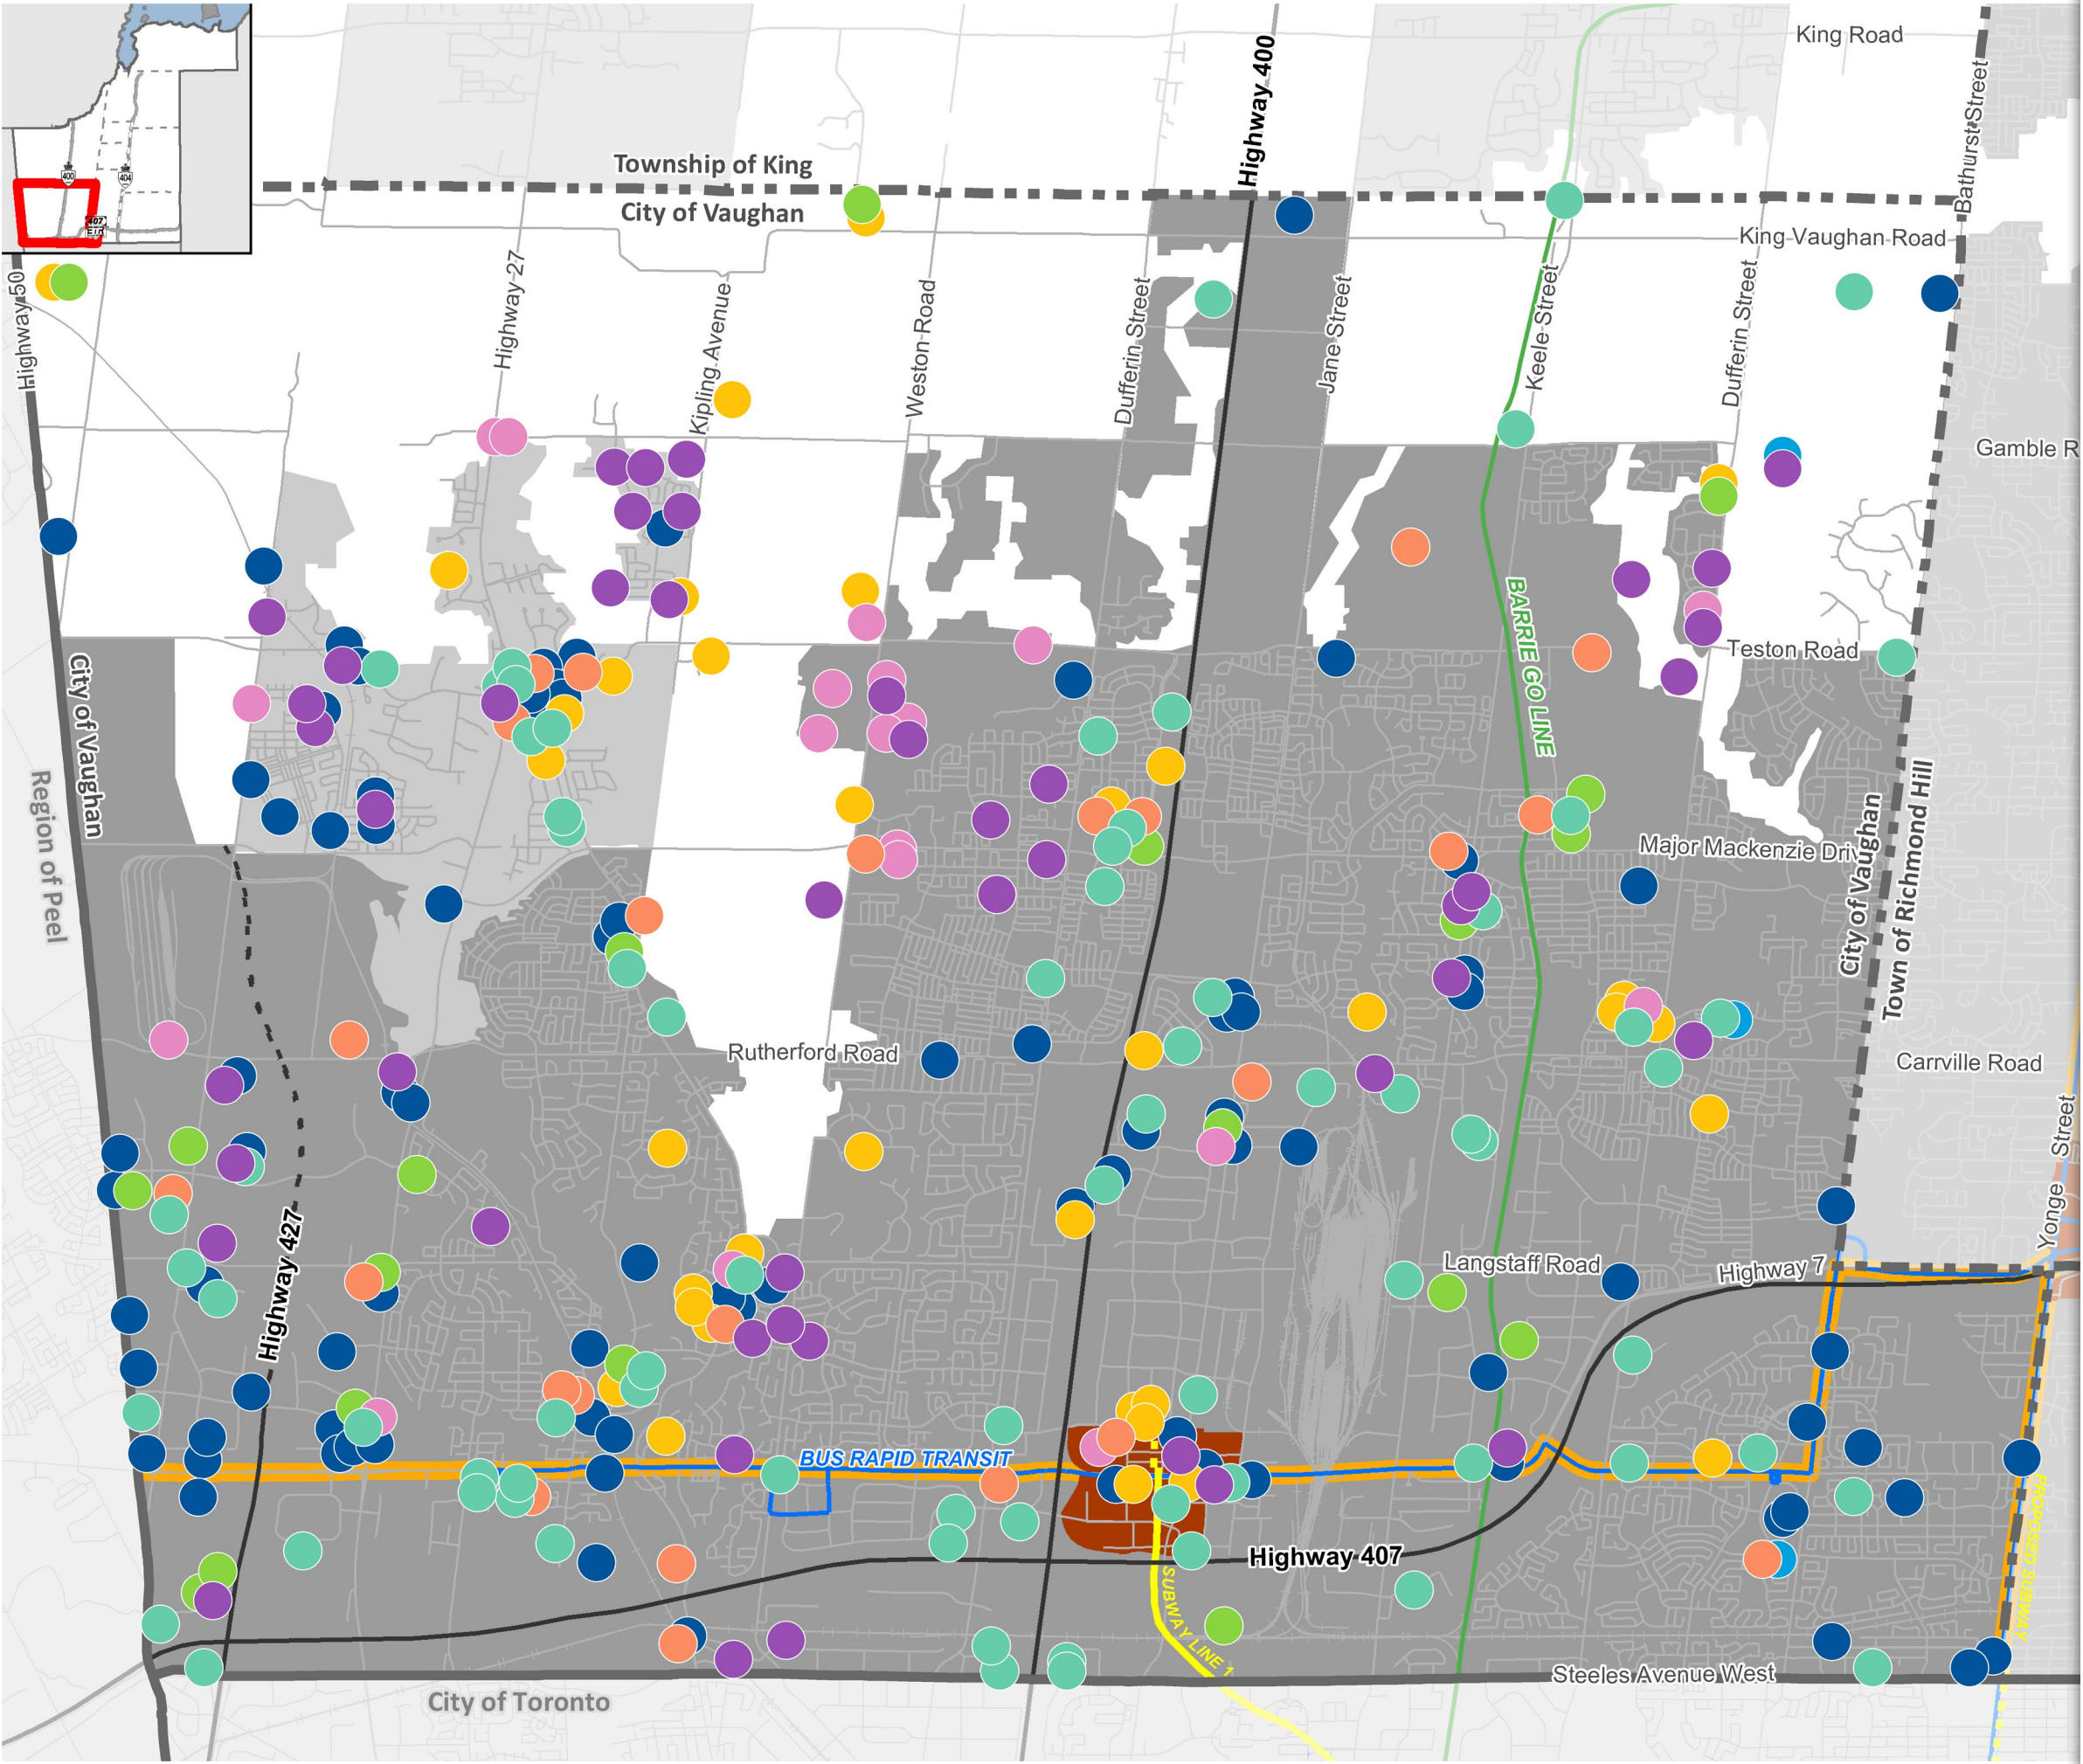 King Road
Highway 400
Bathurst Street
Township of King
City of Vaughan
400
404
407
ETR
King-Vaughan-Road
Highway 50
Highway-27
Kipling Avenue
Weston-Road
Dufferin Street
Jane Street
Keele-Street
Dufferin Street
Gamble R
BARRIE GO LINE
Teston Road
City of Vaughan
Region of Peel
Major Mackenzie Driv
City of Vaughan
Town of Richmond Hill
Rutherford Road
Carrville Road
Yonge Street
Highway 427
Langstaff Road
Highway 7
BUS RAPID TRANSIT
Highway 407
SUBWAY LINE 1
PROPOSED SUBWAY
Steeles Avenue West
City of Toronto